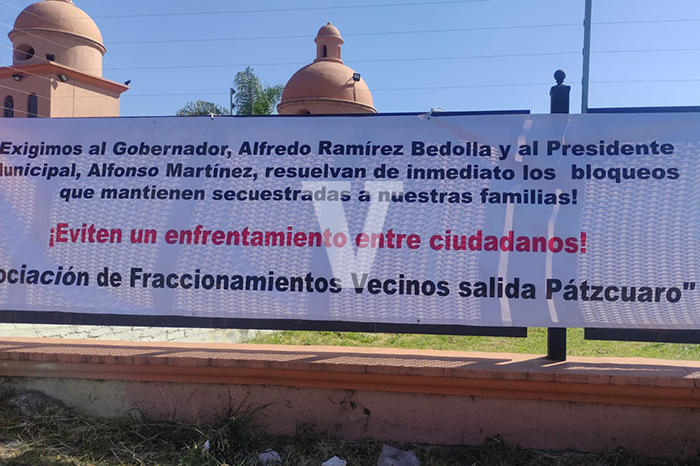 Exigimos al Gobernador, Alfredo Ramírez Bedolla y al Presidente
Municipal, Alfonso Martínez, resuelvan de inmediato los bloqueos
que mantienen secuestradas a nuestras familias!
¡Eviten un enfrentamiento entre ciudadanos!
ociación de Fraccionamientos Vecinos salida Pátzcuaro"
V